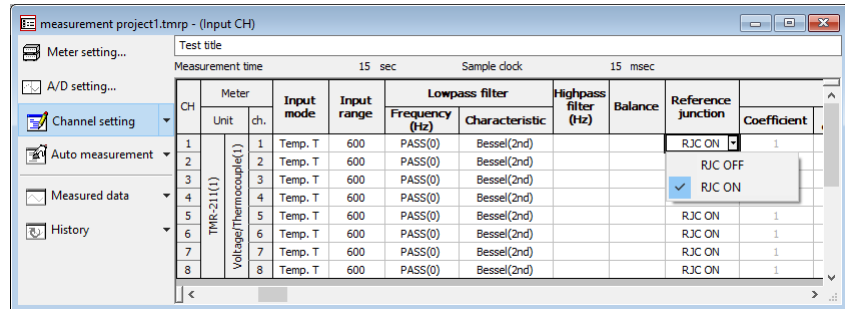 measurement project1.tmrp - (Input CH)
Meter setting...
A/D setting...
Channel setting
Auto measurement
Measured data
History
Test title
Measurement time 15 sec Sample clock 15 msec
CH Meter Input mode Input range Lowpass filter Highpass filter (Hz) Balance Reference junction Coefficient
Unit ch. Frequency (Hz) Characteristic
TMR-211(1)
Voltage/Thermocouple(1)
1 1 Temp. T 600 PASS(0) Bessel(2nd) RJC ON 1
2 2 Temp. T 600 PASS(0) Bessel(2nd)
3 3 Temp. T 600 PASS(0) Bessel(2nd)
4 4 Temp. T 600 PASS(0) Bessel(2nd)
5 5 Temp. T 600 PASS(0) Bessel(2nd) RJC ON 1
6 6 Temp. T 600 PASS(0) Bessel(2nd) RJC ON 1
7 7 Temp. T 600 PASS(0) Bessel(2nd) RJC ON 1
8 8 Temp. T 600 PASS(0) Bessel(2nd) RJC ON 1
RJC OFF
RJC ON